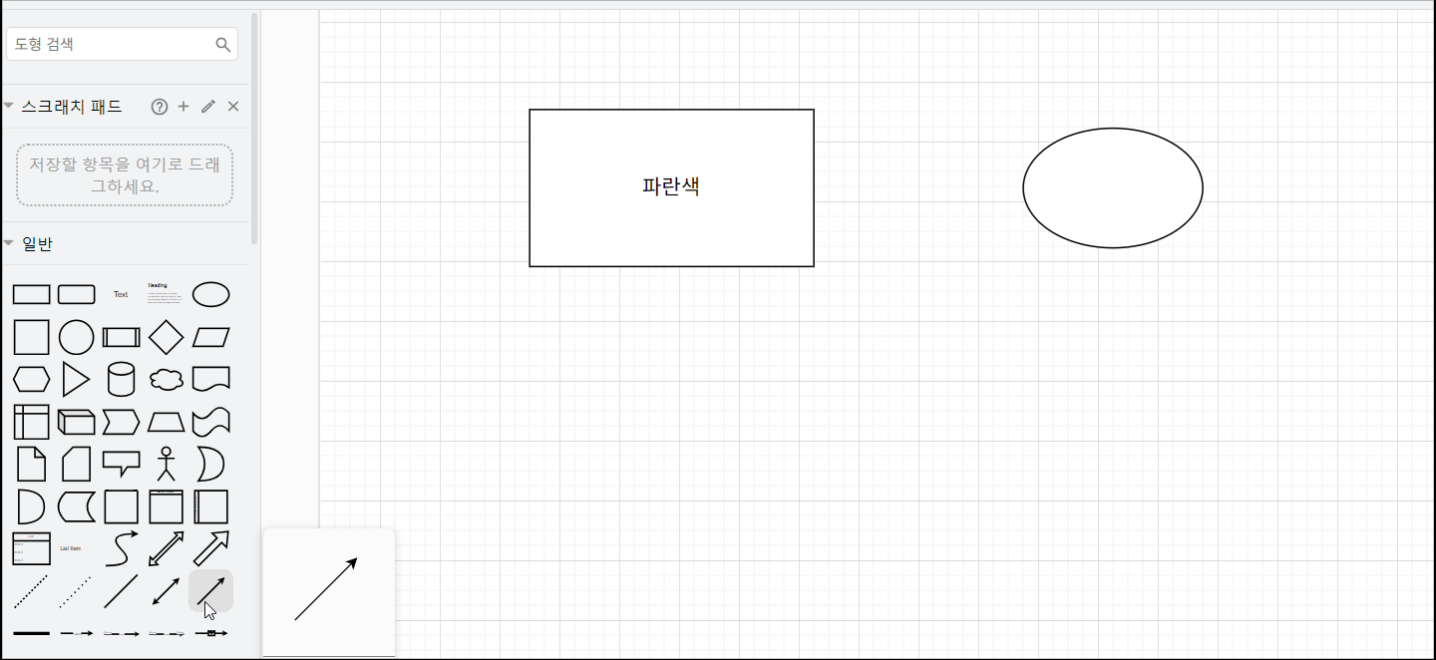 도형 검색
스크래치 패드
저장할 항목을 여기로 드래
그하세요.
일반
Text
Heading
List Item
파란색